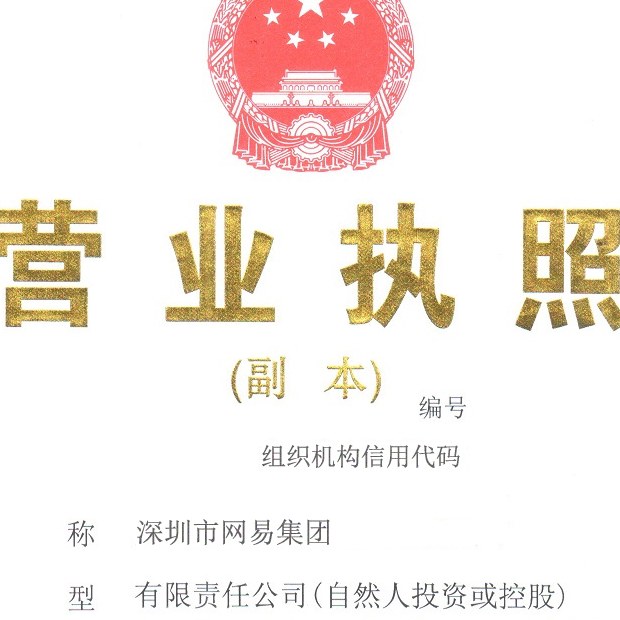 营业执照
(副 本)
编号
组织机构信用代码
称 深圳市网易集团
型 有限责任公司(自然人投资或控股)